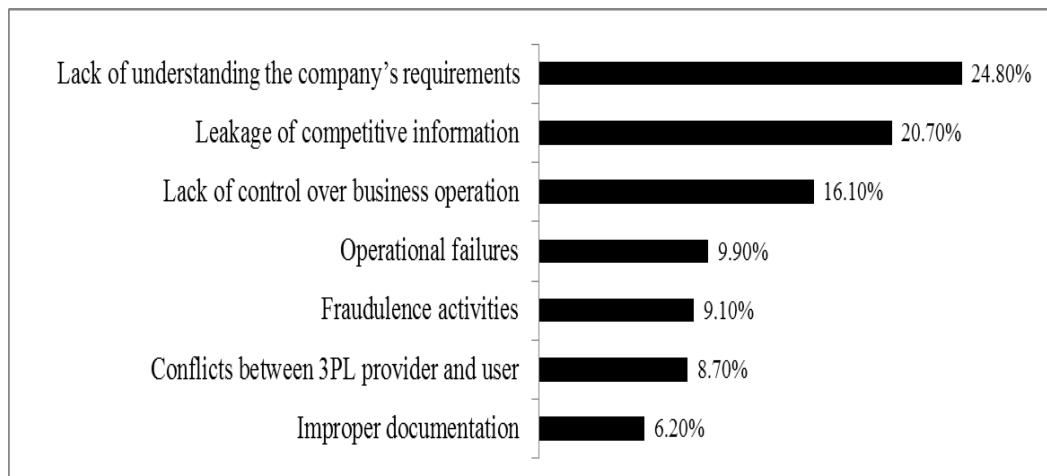 Lack of understanding the company’s requirements 24.80%
Leakage of competitive information 20.70%
Lack of control over business operation 16.10%
Operational failures 9.90%
Fraudulence activities 9.10%
Conflicts between 3PL provider and user 8.70%
Improper documentation 6.20%